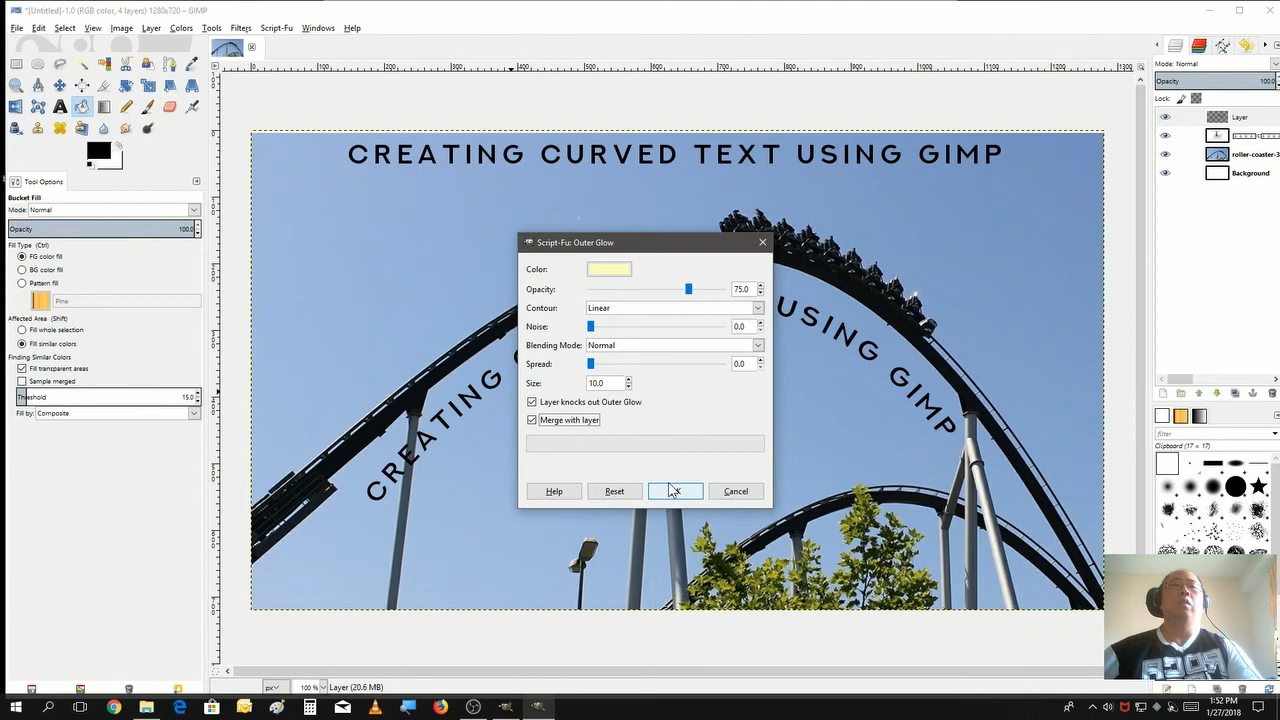 *[Untitled]-1.0 (RGB color, 4 layers) 1280x720 – GIMP
File Edit Select View Image Layer Colors Tools Filters Script-Fu Windows Help
Tool Options
Bucket Fill
Mode: Normal
Opacity 100.0
Fill Type (Ctrl)
FG color fill
BG color fill
Pattern fill
Pine
Affected Area (Shift)
Fill whole selection
Fill similar colors
Finding Similar Colors
Fill transparent areas
Sample merged
Threshold 15.0
Fill by: Composite
CREATING CURVED TEXT USING GIMP
CREATING
USING GIMP
Script-Fu: Outer Glow
Color:
Opacity: 75.0
Contour: Linear
Noise: 0.0
Blending Mode: Normal
Spread: 0.0
Size: 10.0
Layer knocks out Outer Glow
Merge with layer
Help Reset Cancel
px 100 % Layer (20.6 MB)
Mode: Normal
Opacity 100.0
Lock:
Layer
roller-coaster-3
Background
filter
Clipboard (17 × 17)
1:52 PM
1/27/2018